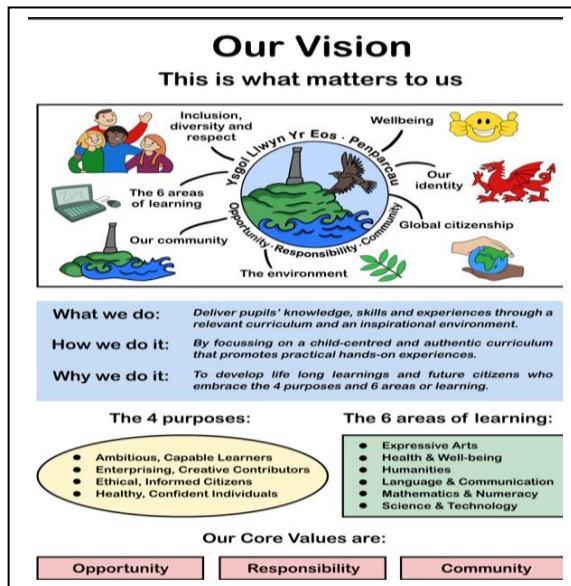 Our Vision
This is what matters to us
Inclusion,
diversity and
respect
The 6 areas
of learning
Our community
The environment
Ysgol Llwyn Yr Eos · Penparcau
Opportunity·Responsibility·Community
Wellbeing
Our
identity
Global citizenship
What we do: Deliver pupils' knowledge, skills and experiences through a
relevant curriculum and an inspirational environment.
How we do it: By focussing on a child-centred and authentic curriculum
that promotes practical hands-on experiences.
Why we do it: To develop life long learnings and future citizens who
embrace the 4 purposes and 6 areas or learning.
The 4 purposes:
● Ambitious, Capable Learners
● Enterprising, Creative Contributors
● Ethical, Informed Citizens
● Healthy, Confident Individuals
The 6 areas of learning:
● Expressive Arts
● Health & Well-being
● Humanities
● Language & Communication
● Mathematics & Numeracy
● Science & Technology
Our Core Values are:
Opportunity
Responsibility
Community